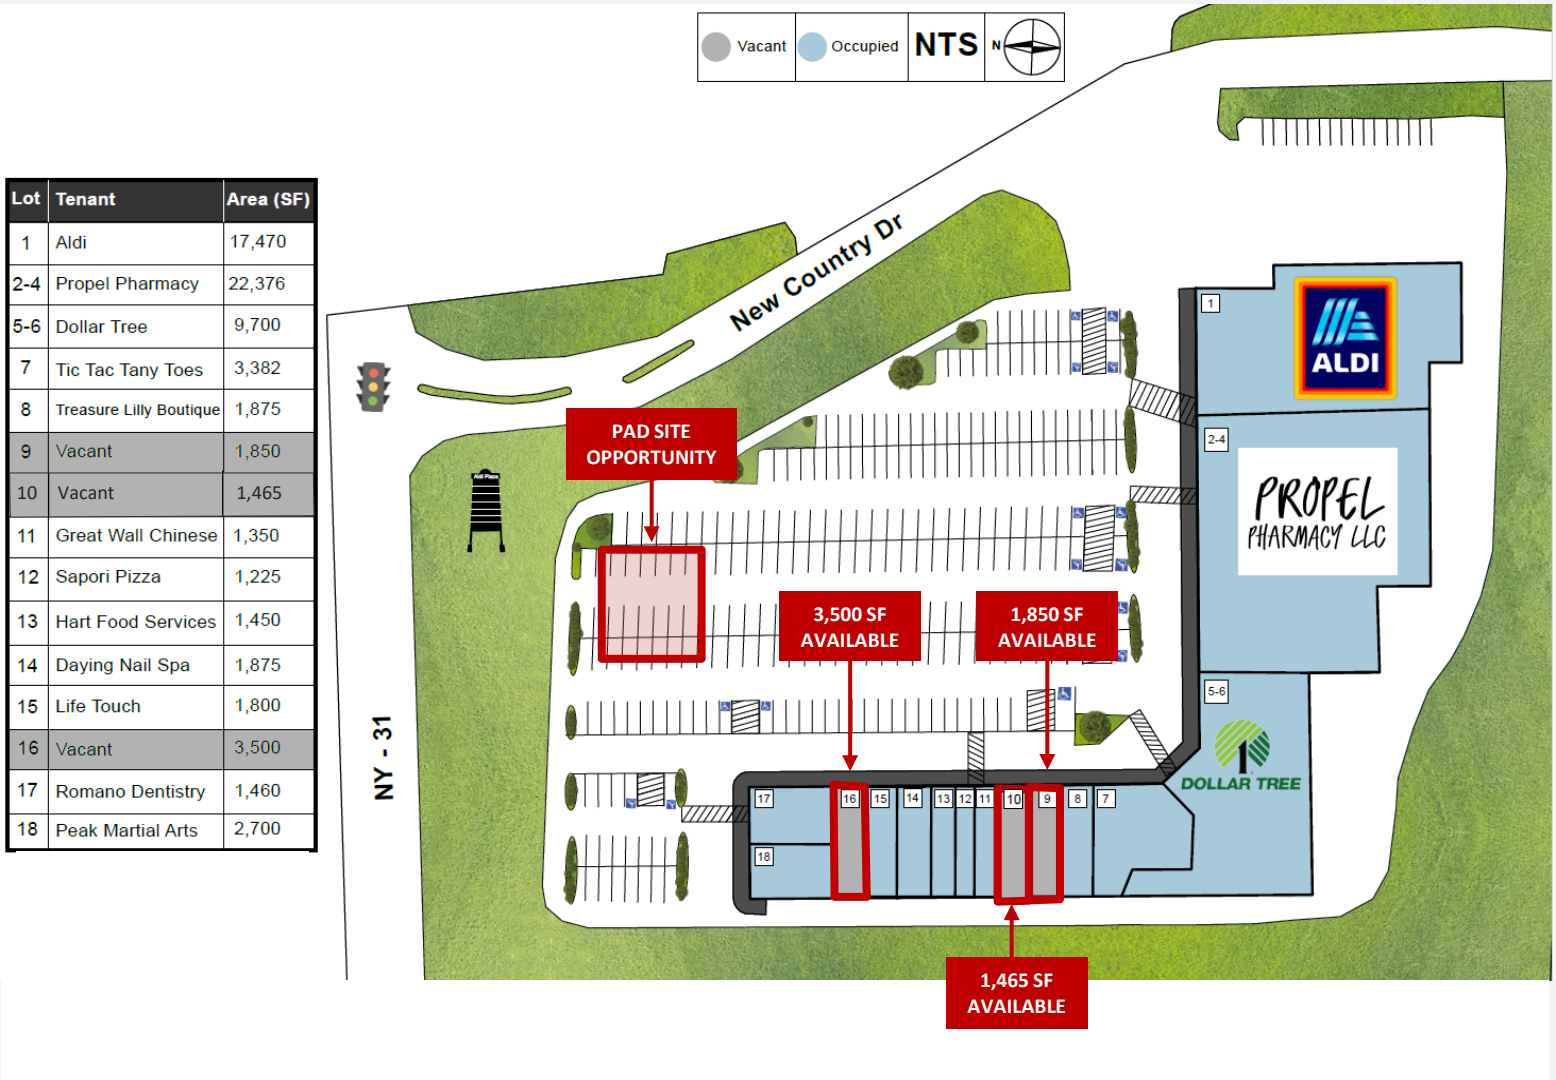 Vacant
Occupied
NTS
N
Lot Tenant Area (SF)
1 Aldi 17,470
2-4 Propel Pharmacy 22,376
5-6 Dollar Tree 9,700
7 Tic Tac Tany Toes 3,382
8 Treasure Lilly Boutique 1,875
9 Vacant 1,850
10 Vacant 1,465
11 Great Wall Chinese 1,350
12 Sapori Pizza 1,225
13 Hart Food Services 1,450
14 Daying Nail Spa 1,875
15 Life Touch 1,800
16 Vacant 3,500
17 Romano Dentistry 1,460
18 Peak Martial Arts 2,700
New Country Dr
NY - 31
Aldi Plaza
PAD SITE
OPPORTUNITY
3,500 SF
AVAILABLE
1,850 SF
AVAILABLE
1,465 SF
AVAILABLE
1
ALDI
2-4
PROPEL
PHARMACY LLC
5-6
1
DOLLAR TREE
17
16
15
14
13
12
11
10
9
8
7
18